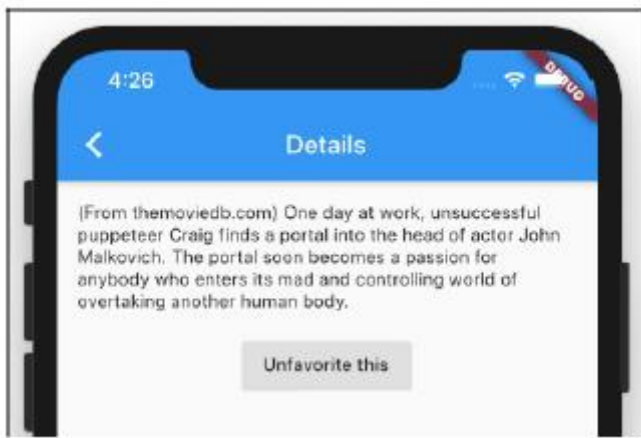 4:26
DEBUG
Details
(From themoviedb.com) One day at work, unsuccessful
puppeteer Craig finds a portal into the head of actor John
Malkovich. The portal soon becomes a passion for
anybody who enters its mad and controlling world of
overtaking another human body.
Unfavorite this